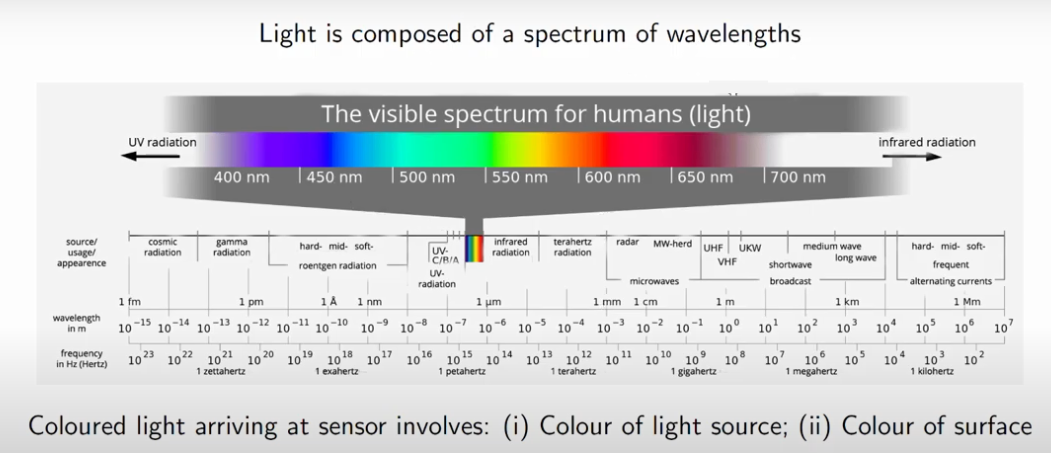 Light is composed of a spectrum of wavelengths
The visible spectrum for humans (light)
UV radiation
infrared radiation
400 nm 450 nm 500 nm 550 nm 600 nm 650 nm 700 nm
source/
usage/
appearence
cosmic
radiation
gamma
radiation
hard- mid- soft-
roentgen radiation
UV-
C/B/A
UV-
radiation
infrared
radiation
terahertz
radiation
radar MW-herd
microwaves
UHF
VHF
UKW
shortwave
medium wave
long wave
broadcast
hard- mid- soft-
frequent
alternating currents
1 fm 1 pm 1 Å 1 nm 1 µm 1 mm 1 cm 1 m 1 km 1 Mm
wavelength
in m
10⁻¹⁵ 10⁻¹⁴ 10⁻¹³ 10⁻¹² 10⁻¹¹ 10⁻¹⁰ 10⁻⁹ 10⁻⁸ 10⁻⁷ 10⁻⁶ 10⁻⁵ 10⁻⁴ 10⁻³ 10⁻² 10⁻¹ 10⁰ 10¹ 10² 10³ 10⁴ 10⁵ 10⁶ 10⁷
frequency
in Hz (Hertz)
10²³ 10²² 10²¹ 10²⁰ 10¹⁹ 10¹⁸ 10¹⁷ 10¹⁶ 10¹⁵ 10¹⁴ 10¹³ 10¹² 10¹¹ 10¹⁰ 10⁹ 10⁸ 10⁷ 10⁶ 10⁵ 10⁴ 10³ 10²
1 zettahertz 1 exahertz 1 petahertz 1 terahertz 1 gigahertz 1 megahertz 1 kilohertz
Coloured light arriving at sensor involves: (i) Colour of light source; (ii) Colour of surface